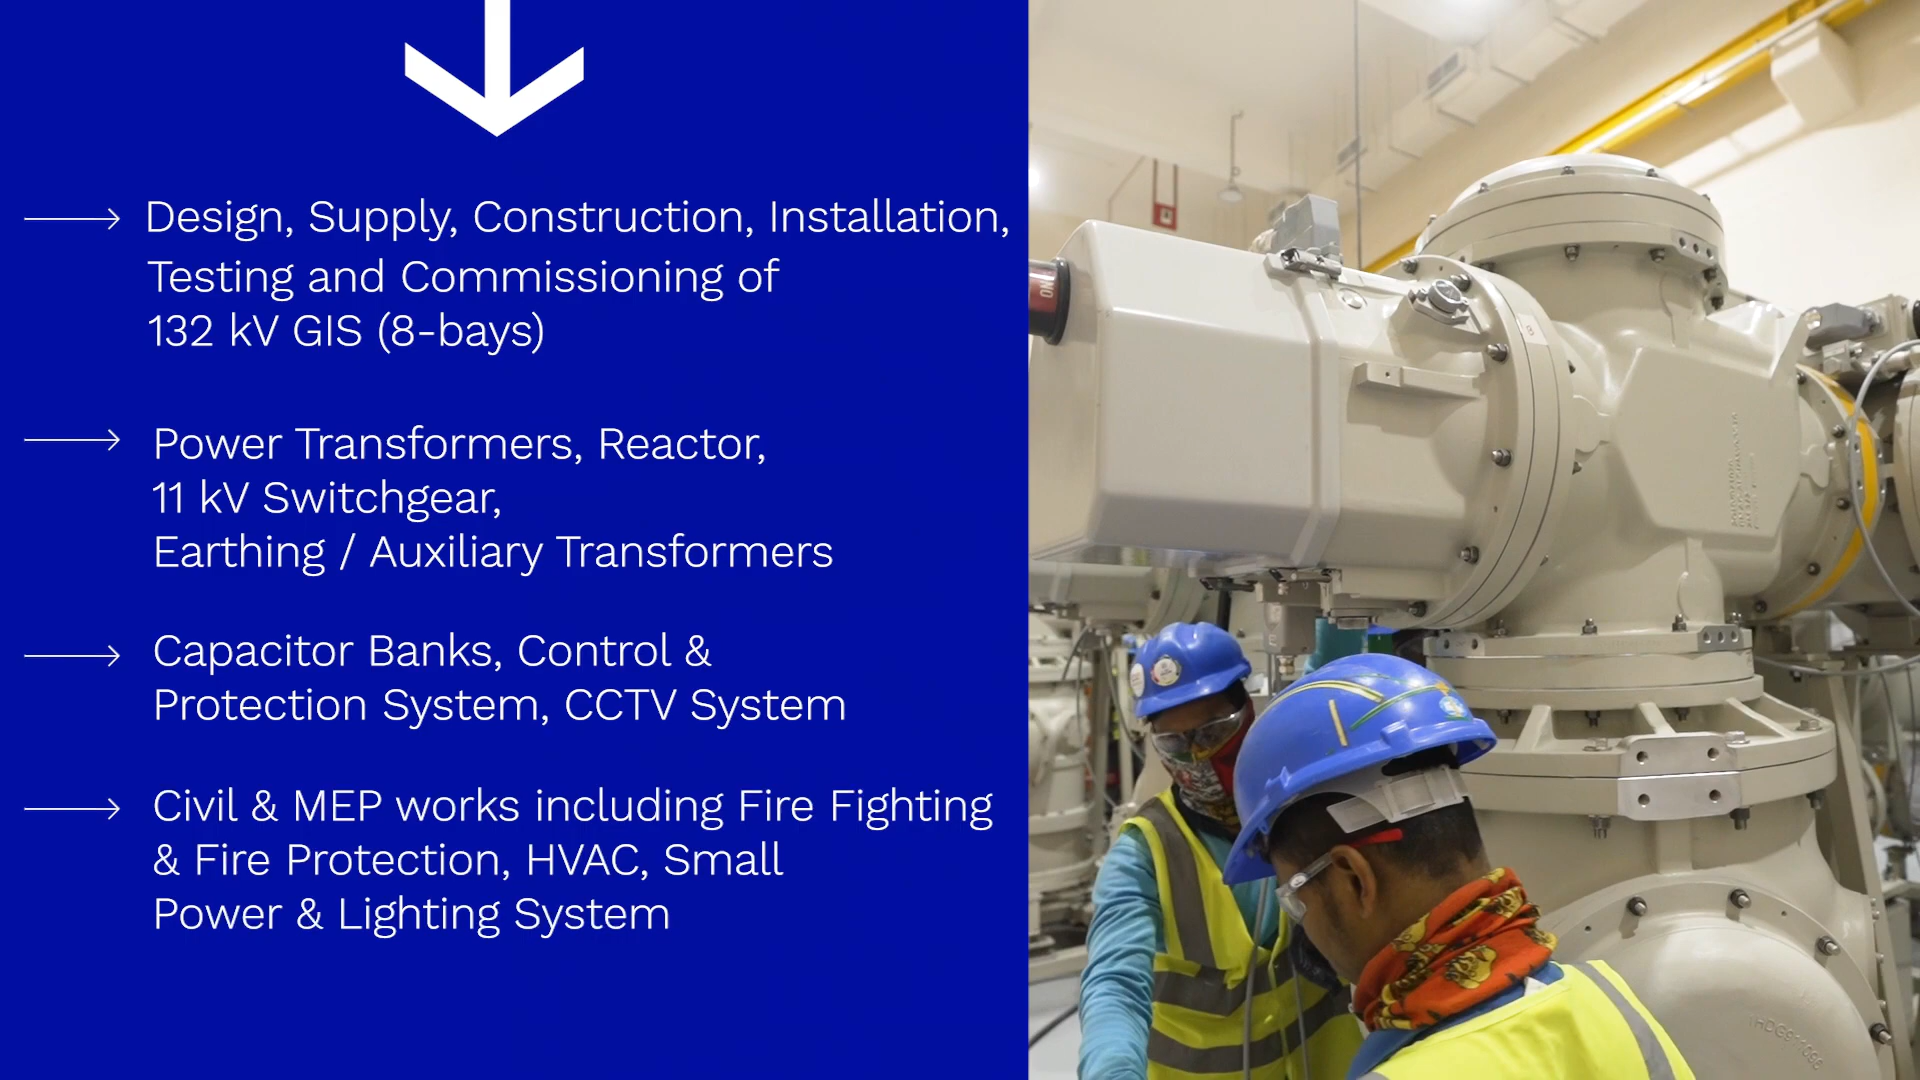 Design, Supply, Construction, Installation,
Testing and Commissioning of
132 kV GIS (8-bays)
Power Transformers, Reactor,
11 kV Switchgear,
Earthing / Auxiliary Transformers
Capacitor Banks, Control &
Protection System, CCTV System
Civil & MEP works including Fire Fighting
& Fire Protection, HVAC, Small
Power & Lighting System